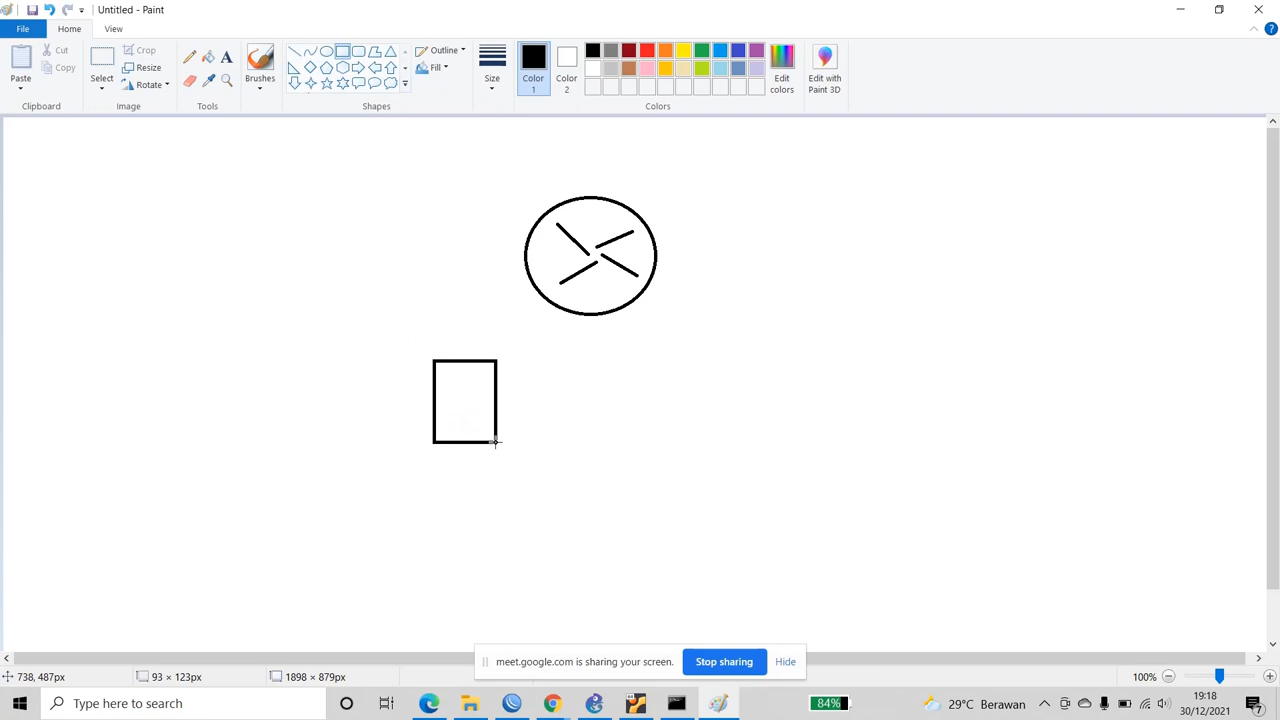 Untitled - Paint
File
Home
View
Paste
Cut
Copy
Clipboard
Select
Crop
Resize
Rotate
Image
Tools
Brushes
Outline
Fill
Shapes
Size
Color 1
Color 2
Edit colors
Colors
Edit with Paint 3D
meet.google.com is sharing your screen.
Stop sharing
Hide
93 × 123px
1898 × 879px
100%
Type here to search
84%
29°C Berawan
19:18
30/12/2021
7